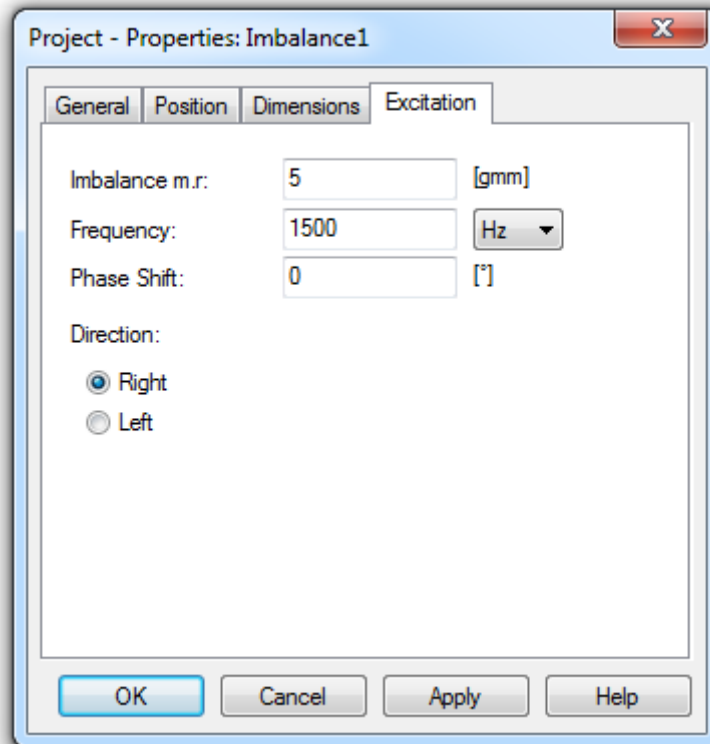 Project - Properties: Imbalance1
General Position Dimensions Excitation
Imbalance m.r: 5 [gmm]
Frequency: 1500 Hz
Phase Shift: 0 [°]
Direction:
Right
Left
OK Cancel Apply Help